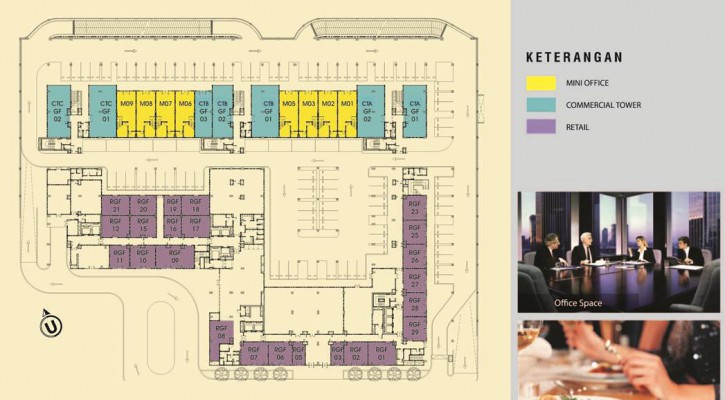 KETERANGAN
MINI OFFICE
COMMERCIAL TOWER
RETAIL
CTC
GF
02
CTC
GF
01
M09
M08
M07
M06
CTB
GF
03
CTB
GF
02
CTB
GF
01
M05
M03
M02
M01
CTA
GF
02
CTA
GF
01
RGF
21
RGF
20
RGF
19
RGF
18
RGF
12
RGF
15
RGF
16
RGF
17
RGF
11
RGF
10
RGF
09
RGF
23
RGF
25
RGF
26
RGF
27
RGF
28
RGF
29
RGF
08
RGF
07
RGF
06
RGF
05
RGF
03
RGF
02
RGF
01
U
Office Space